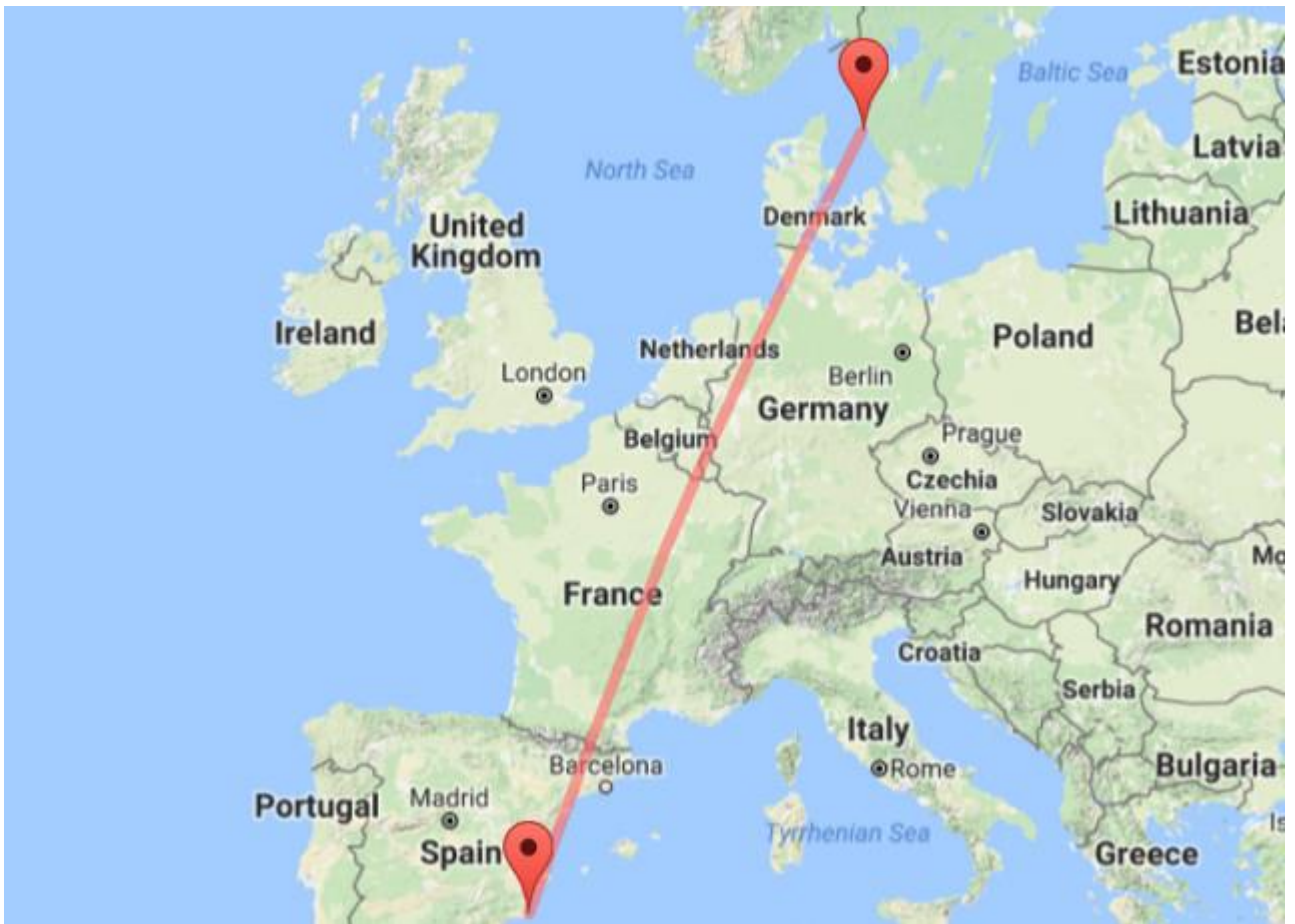 Baltic Sea
Estonia
Latvia
North Sea
Lithuania
Denmark
United
Kingdom
Ireland
Netherlands
Poland
London
Berlin
Germany
Belgium
Prague
Paris
Czechia
Vienna
Slovakia
Austria
Hungary
France
Romania
Croatia
Serbia
Italy
Barcelona
Rome
Bulgaria
Portugal
Madrid
Tyrrhenian Sea
Spain
Greece